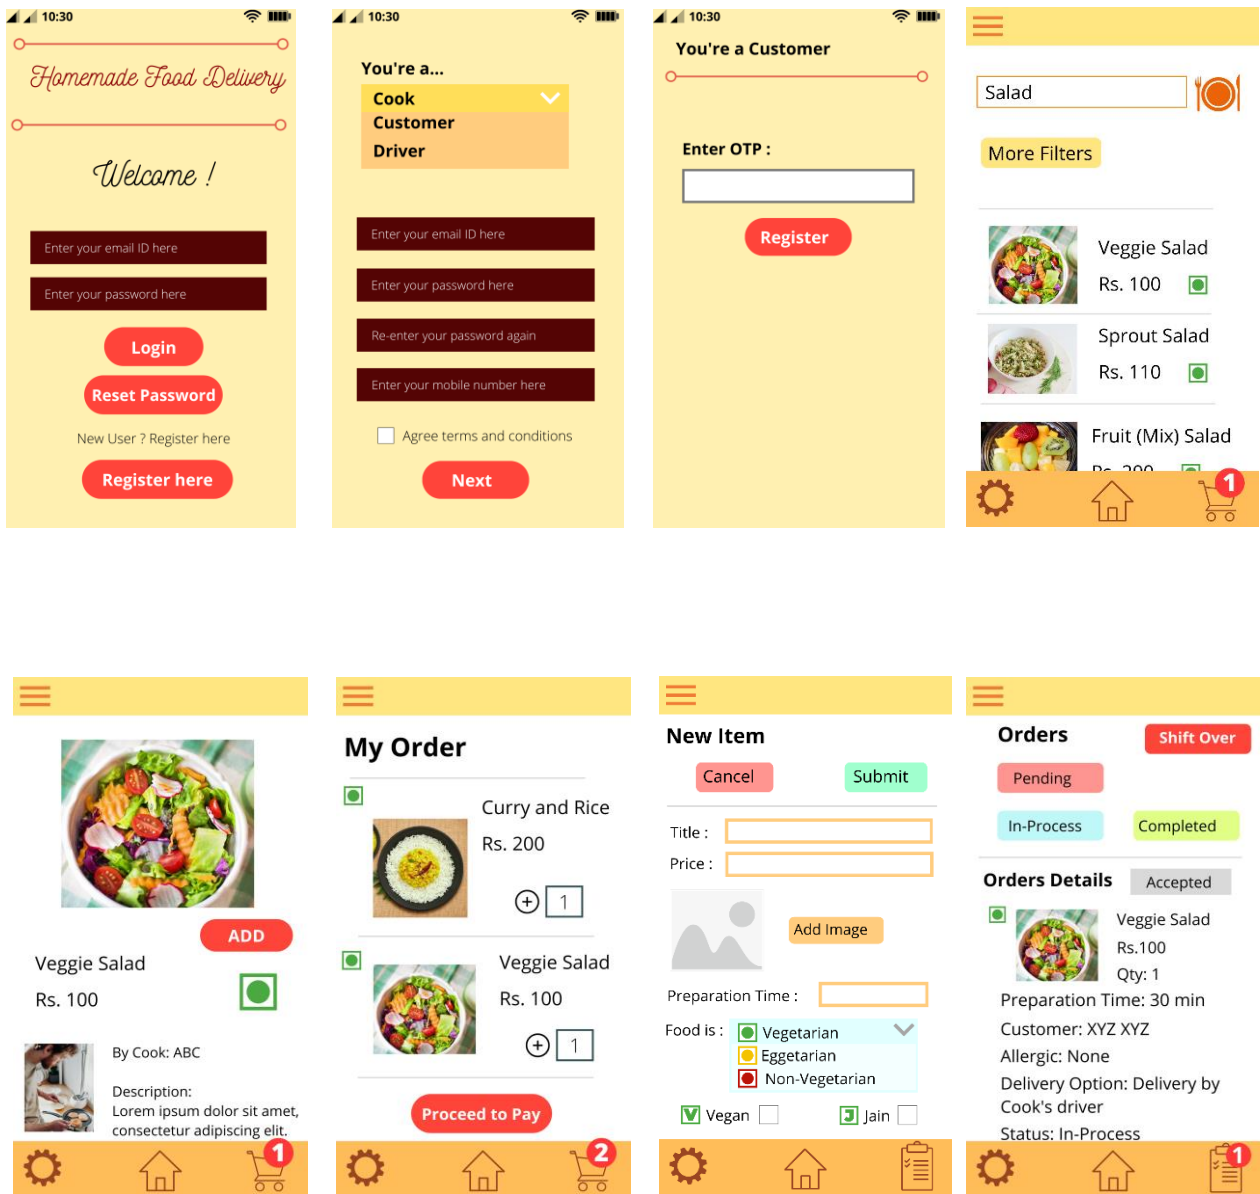 10:30
Homemade Food Delivery
Welcome !
Enter your email ID here
Enter your password here
Login
Reset Password
New User ? Register here
Register here
10:30
You're a...
Cook
Customer
Driver
Enter your email ID here
Enter your password here
Re-enter your password again
Enter your mobile number here
Agree terms and conditions
Next
10:30
You're a Customer
Enter OTP :
Register
Salad
More Filters
Veggie Salad
Rs. 100
Sprout Salad
Rs. 110
Fruit (Mix) Salad
Rs. 200
1
ADD
Veggie Salad
Rs. 100
By Cook: ABC
Description:
Lorem ipsum dolor sit amet,
consectetur adipiscing elit.
1
My Order
Curry and Rice
Rs. 200
1
Veggie Salad
Rs. 100
1
Proceed to Pay
2
New Item
Cancel
Submit
Title :
Price :
Add Image
Preparation Time :
Food is :
Vegetarian
Eggetarian
Non-Vegetarian
V Vegan
J Jain
Orders
Shift Over
Pending
In-Process
Completed
Orders Details
Accepted
Veggie Salad
Rs.100
Qty: 1
Preparation Time: 30 min
Customer: XYZ XYZ
Allergic: None
Delivery Option: Delivery by
Cook's driver
Status: In-Process
1